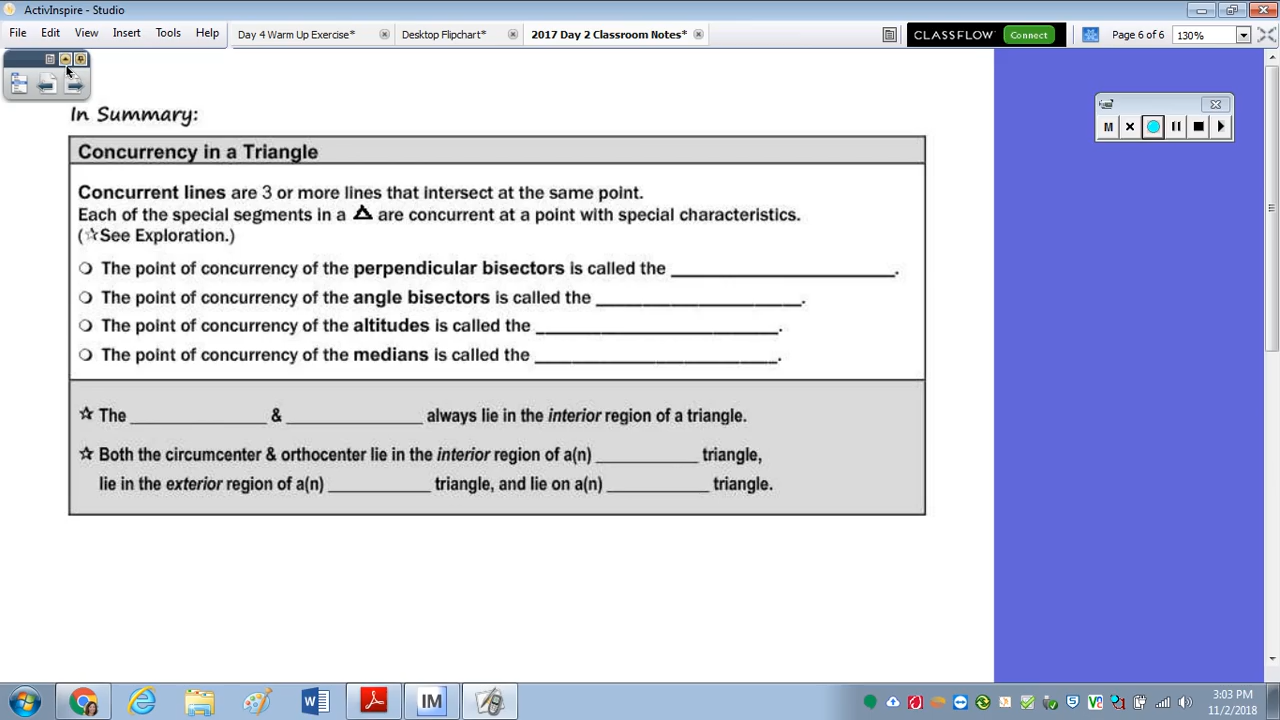 ActivInspire - Studio
File Edit View Insert Tools Help
Day 4 Warm Up Exercise*
Desktop Flipchart*
2017 Day 2 Classroom Notes*
CLASSFLOW Connect
Page 6 of 6
130%
In Summary:
Concurrency in a Triangle
Concurrent lines are 3 or more lines that intersect at the same point.
Each of the special segments in a △ are concurrent at a point with special characteristics.
(☆See Exploration.)
❍ The point of concurrency of the perpendicular bisectors is called the ________________________.
❍ The point of concurrency of the angle bisectors is called the ______________________.
❍ The point of concurrency of the altitudes is called the __________________________.
❍ The point of concurrency of the medians is called the __________________________.
☆ The ______________ & ______________ always lie in the interior region of a triangle.
☆ Both the circumcenter & orthocenter lie in the interior region of a(n) ___________ triangle,
lie in the exterior region of a(n) ___________ triangle, and lie on a(n) ___________ triangle.
M
IM
3:03 PM
11/2/2018